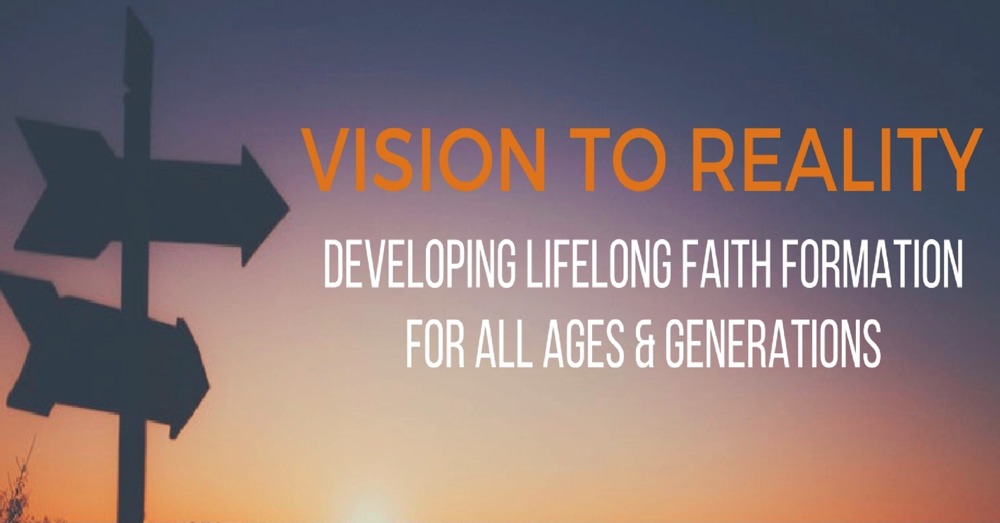 VISION TO REALITY
DEVELOPING LIFELONG FAITH FORMATION
FOR ALL AGES & GENERATIONS